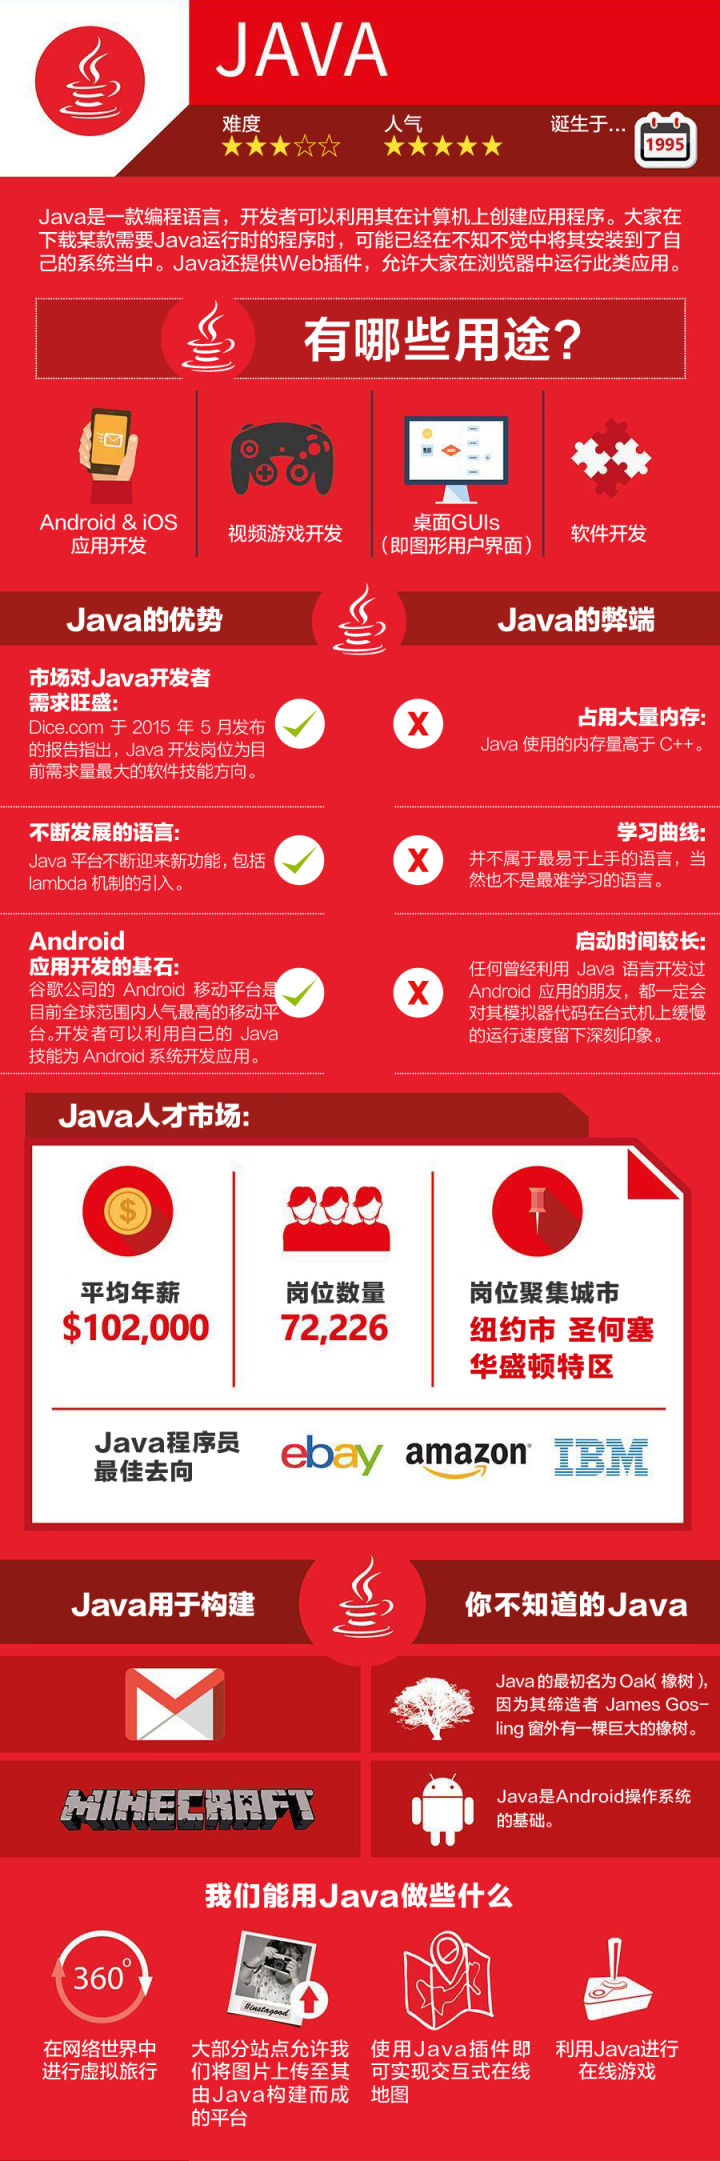 JAVA
难度
人气
诞生于...
1995
Java是一款编程语言，开发者可以利用其在计算机上创建应用程序。大家在
下载某款需要Java运行时的程序时，可能已经在不知不觉中将其安装到了自
己的系统当中。Java还提供Web插件，允许大家在浏览器中运行此类应用。
有哪些用途?
Android & iOS
应用开发
视频游戏开发
桌面GUIs
（即图形用户界面）
软件开发
Java的优势
Java的弊端
市场对Java开发者
需求旺盛:
Dice.com 于 2015 年 5 月发布
的报告指出，Java 开发岗位为目
前需求量最大的软件技能方向。
X
占用大量内存:
Java 使用的内存量高于 C++。
不断发展的语言:
Java 平台不断迎来新功能，包括
lambda 机制的引入。
X
学习曲线:
并不属于最易于上手的语言，当
然也不是最难学习的语言。
Android
应用开发的基石:
谷歌公司的 Android 移动平台是
目前全球范围内人气最高的移动平
台。开发者可以利用自己的 Java
技能为 Android 系统开发应用。
X
启动时间较长:
任何曾经利用 Java 语言开发过
Android 应用的朋友，都一定会
对其模拟器代码在台式机上缓慢
的运行速度留下深刻印象。
Java人才市场:
$
平均年薪
$102,000
岗位数量
72,226
岗位聚集城市
纽约市 圣何塞
华盛顿特区
Java程序员
最佳去向
ebay
amazon
IBM
Java用于构建
你不知道的Java
Java的最初名为Oak( 橡树 )，
因为其缔造者 James Gos-
ling 窗外有一棵巨大的橡树。
MINECRAFT
Java是Android操作系统
的基础。
我们能用Java做些什么
360°
#instagood
在网络世界中
进行虚拟旅行
大部分站点允许我
们将图片上传至其
由Java构建而成
的平台
使用Java插件即
可实现交互式在线
地图
利用Java进行
在线游戏